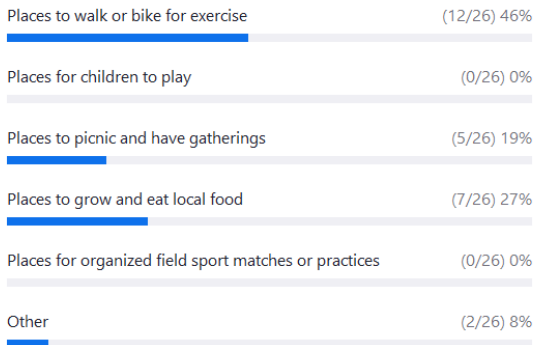 Places to walk or bike for exercise (12/26) 46%
Places for children to play (0/26) 0%
Places to picnic and have gatherings (5/26) 19%
Places to grow and eat local food (7/26) 27%
Places for organized field sport matches or practices (0/26) 0%
Other (2/26) 8%